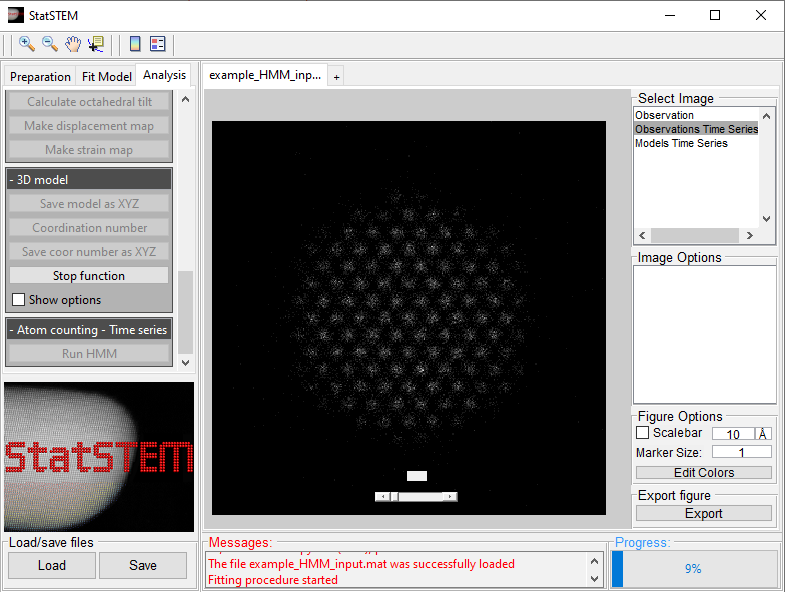 StatSTEM
Preparation
Fit Model
Analysis
example_HMM_inp...
+
Calculate octahedral tilt
Make displacement map
Make strain map
- 3D model
Save model as XYZ
Coordination number
Save coor number as XYZ
Stop function
Show options
- Atom counting - Time series
Run HMM
StatSTEM
Load/save files
Load
Save
Select Image
Observation
Observations Time Series
Models Time Series
Image Options
Figure Options
Scalebar
10
Å
Marker Size:
1
Edit Colors
Export figure
Export
Messages:
The file example_HMM_input.mat was successfully loaded
Fitting procedure started
Progress:
9%